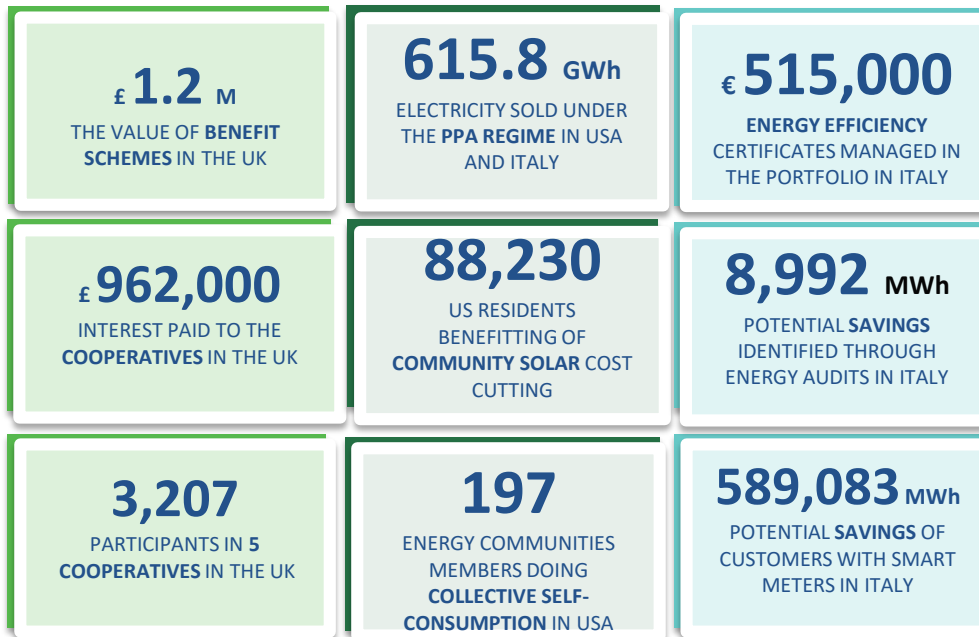 £ 1.2 M
THE VALUE OF BENEFIT
SCHEMES IN THE UK
615.8 GWh
ELECTRICITY SOLD UNDER
THE PPA REGIME IN USA
AND ITALY
€ 515,000
ENERGY EFFICIENCY
CERTIFICATES MANAGED IN
THE PORTFOLIO IN ITALY
£ 962,000
INTEREST PAID TO THE
COOPERATIVES IN THE UK
88,230
US RESIDENTS
BENEFITTING OF
COMMUNITY SOLAR COST
CUTTING
8,992 MWh
POTENTIAL SAVINGS
IDENTIFIED THROUGH
ENERGY AUDITS IN ITALY
3,207
PARTICIPANTS IN 5
COOPERATIVES IN THE UK
197
ENERGY COMMUNITIES
MEMBERS DOING
COLLECTIVE SELF-
CONSUMPTION IN USA
589,083 MWh
POTENTIAL SAVINGS OF
CUSTOMERS WITH SMART
METERS IN ITALY